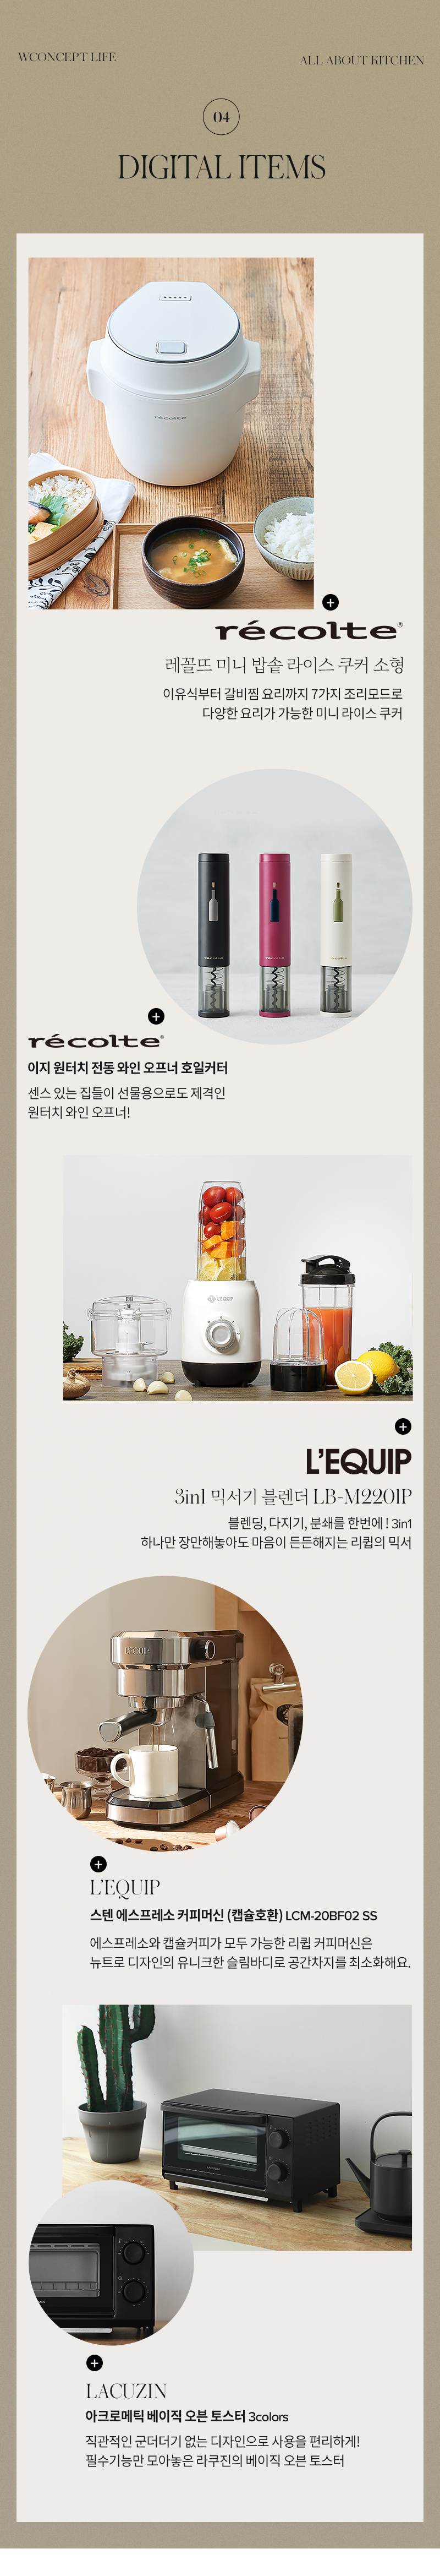 WCONCEPT LIFE
ALL ABOUT KITCHEN
04
DIGITAL ITEMS
récolte
récolte®
레꼴뜨 미니 밥솥 라이스 쿠커 소형
이유식부터 갈비찜 요리까지 7가지 조리모드로
다양한 요리가 가능한 미니 라이스 쿠커
récolte®
이지 원터치 전동 와인 오프너 호일커터
센스 있는 집들이 선물용으로도 제격인
원터치 와인 오프너!
L'EQUIP
L'EQUIP
3in1 믹서기 블렌더 LB-M2201P
블렌딩, 다지기, 분쇄를 한번에 ! 3in1
하나만 장만해놓아도 마음이 든든해지는 리큅의 믹서
L'EQUIP
L'EQUIP
스텐 에스프레소 커피머신 (캡슐호환) LCM-20BF02 SS
에스프레소와 캡슐커피가 모두 가능한 리큅 커피머신은
뉴트로 디자인의 유니크한 슬림바디로 공간차지를 최소화해요.
LACUZIN
아크로메틱 베이직 오븐 토스터 3colors
직관적인 군더더기 없는 디자인으로 사용을 편리하게!
필수기능만 모아놓은 라쿠진의 베이직 오븐 토스터